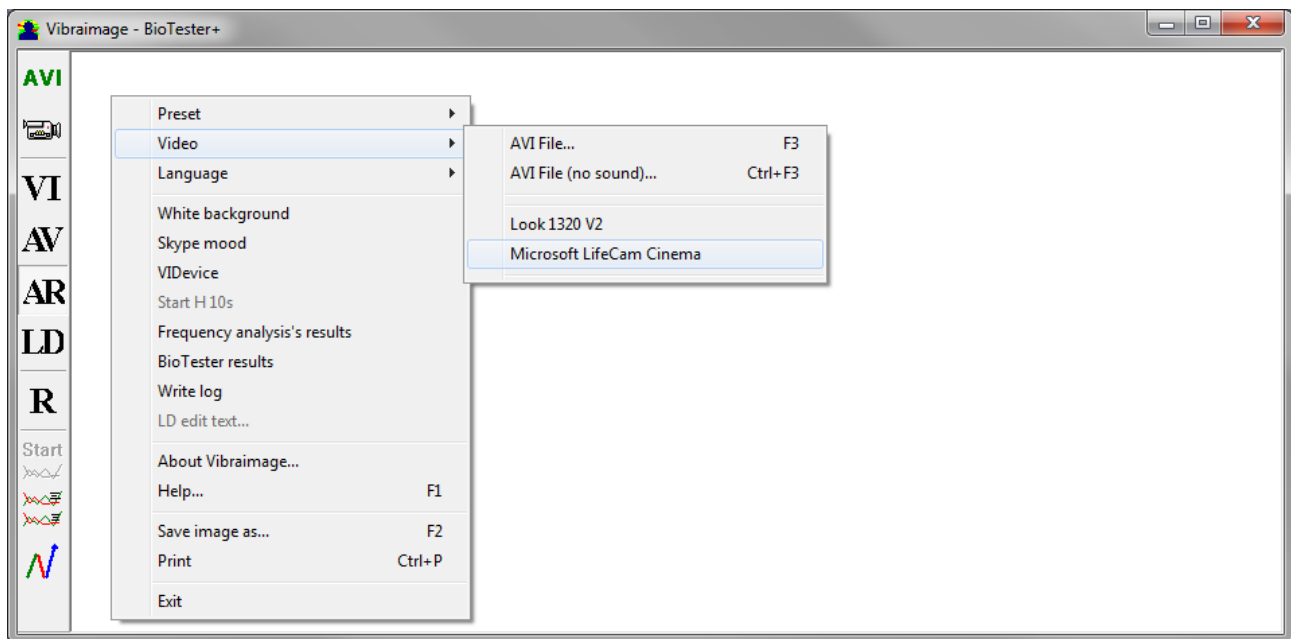 Vibraimage - BioTester+
AVI
VI
AV
AR
LD
R
Start
Preset
Video
Language
White background
Skype mood
VIDevice
Start H 10s
Frequency analysis's results
BioTester results
Write log
LD edit text...
About Vibraimage...
Help... F1
Save image as... F2
Print Ctrl+P
Exit
AVI File... F3
AVI File (no sound)... Ctrl+F3
Look 1320 V2
Microsoft LifeCam Cinema